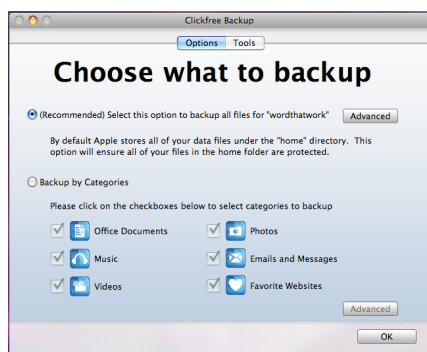 Clickfree Backup
Options Tools
Choose what to backup
(Recommended) Select this option to backup all files for "wordthatwork" Advanced
By default Apple stores all of your data files under the "home" directory. This
option will ensure all of your files in the home folder are protected.
Backup by Categories
Please click on the checkboxes below to select categories to backup
Office Documents Photos
Music Emails and Messages
Videos Favorite Websites
Advanced
OK